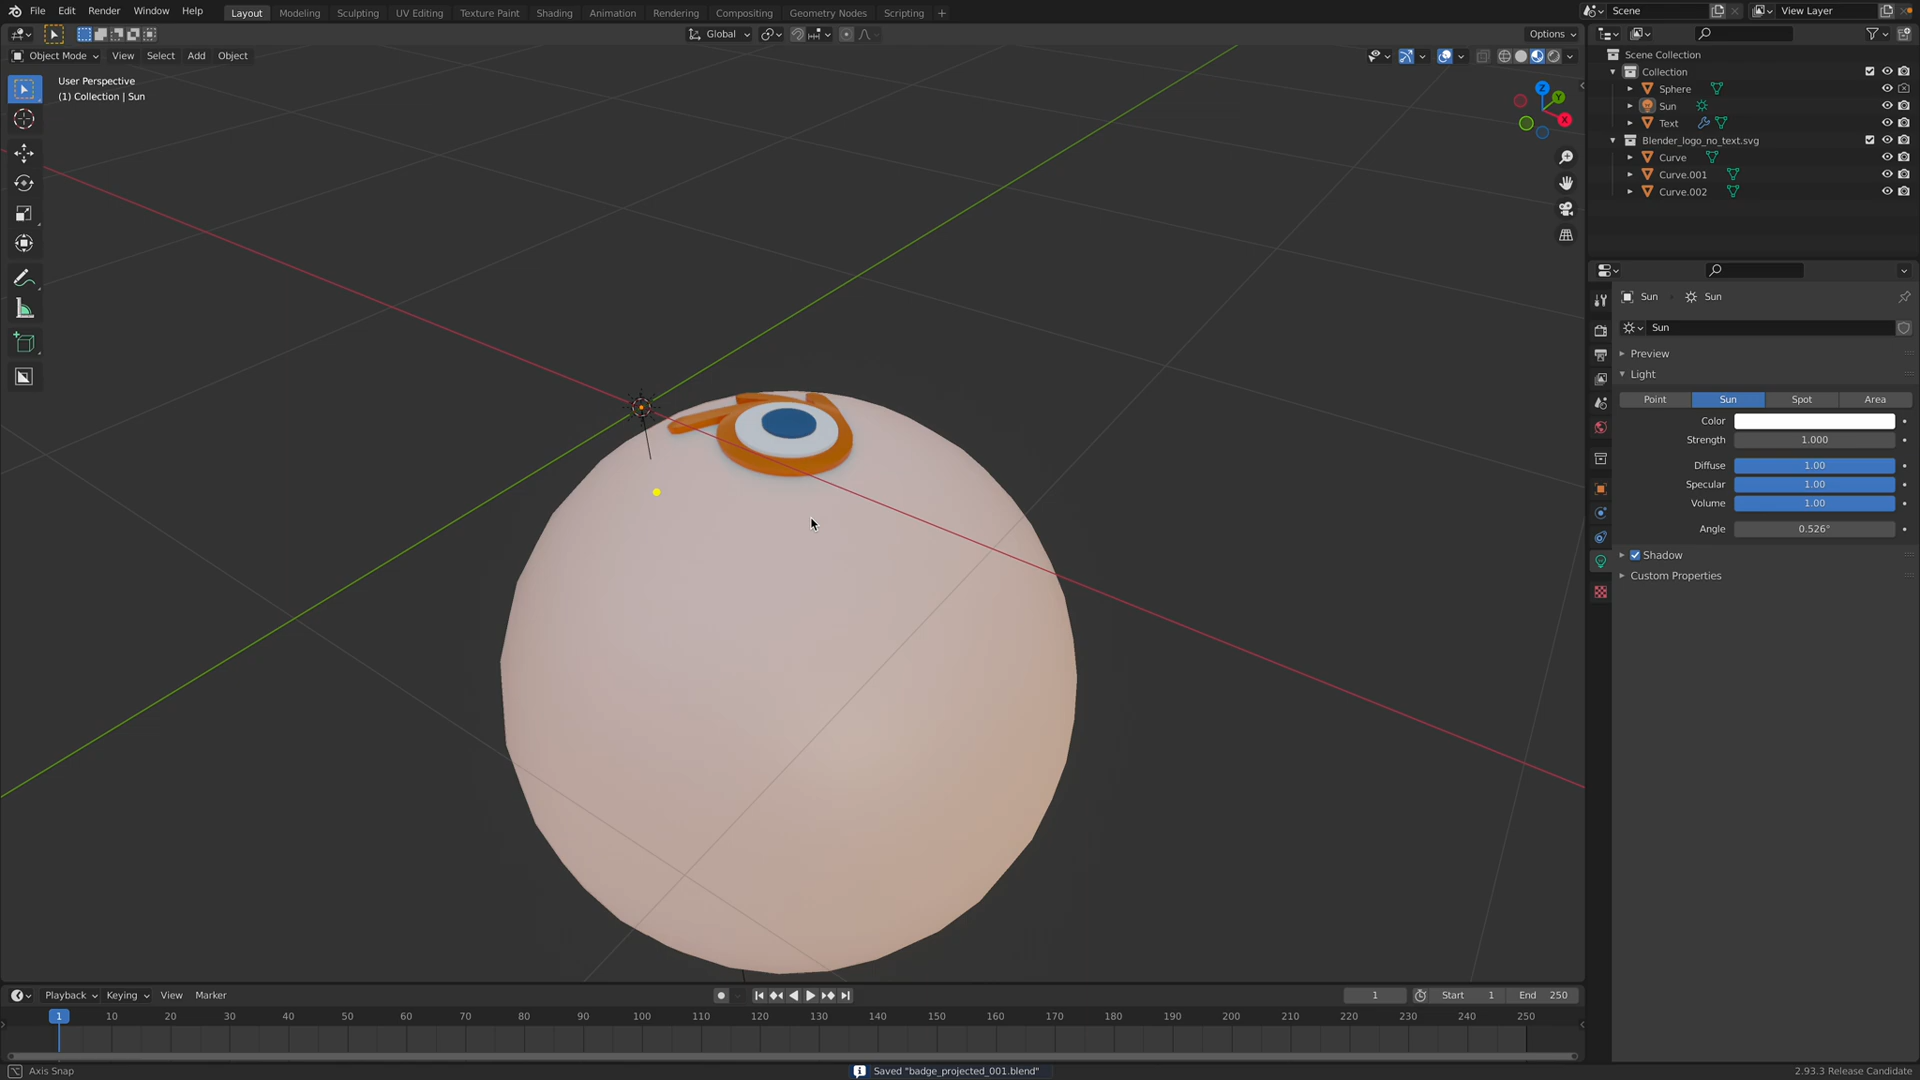 File Edit Render Window Help Layout Modeling Sculpting UV Editing Texture Paint Shading Animation Rendering Compositing Geometry Nodes Scripting + Scene View Layer
Global Options
Object Mode View Select Add Object
User Perspective
(1) Collection | Sun
Z
Y
X
Scene Collection
Collection
Sphere
Sun
Text
Blender_logo_no_text.svg
Curve
Curve.001
Curve.002
Sun Sun
Sun
Preview
Light
Point Sun Spot Area
Color
Strength 1.000
Diffuse 1.00
Specular 1.00
Volume 1.00
Angle 0.526°
Shadow
Custom Properties
Playback Keying View Marker 1 Start 1 End 250
1 10 20 30 40 50 60 70 80 90 100 110 120 130 140 150 160 170 180 190 200 210 220 230 240 250
Axis Snap Saved "badge_projected_001.blend" 2.93.3 Release Candidate